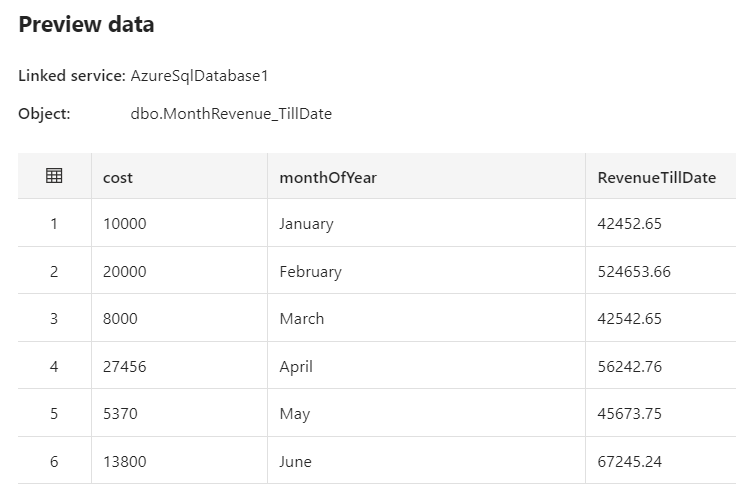 Preview data
Linked service: AzureSqlDatabase1
Object: dbo.MonthRevenue_TillDate
cost monthOfYear RevenueTillDate
1 10000 January 42452.65
2 20000 February 524653.66
3 8000 March 42542.65
4 27456 April 56242.76
5 5370 May 45673.75
6 13800 June 67245.24